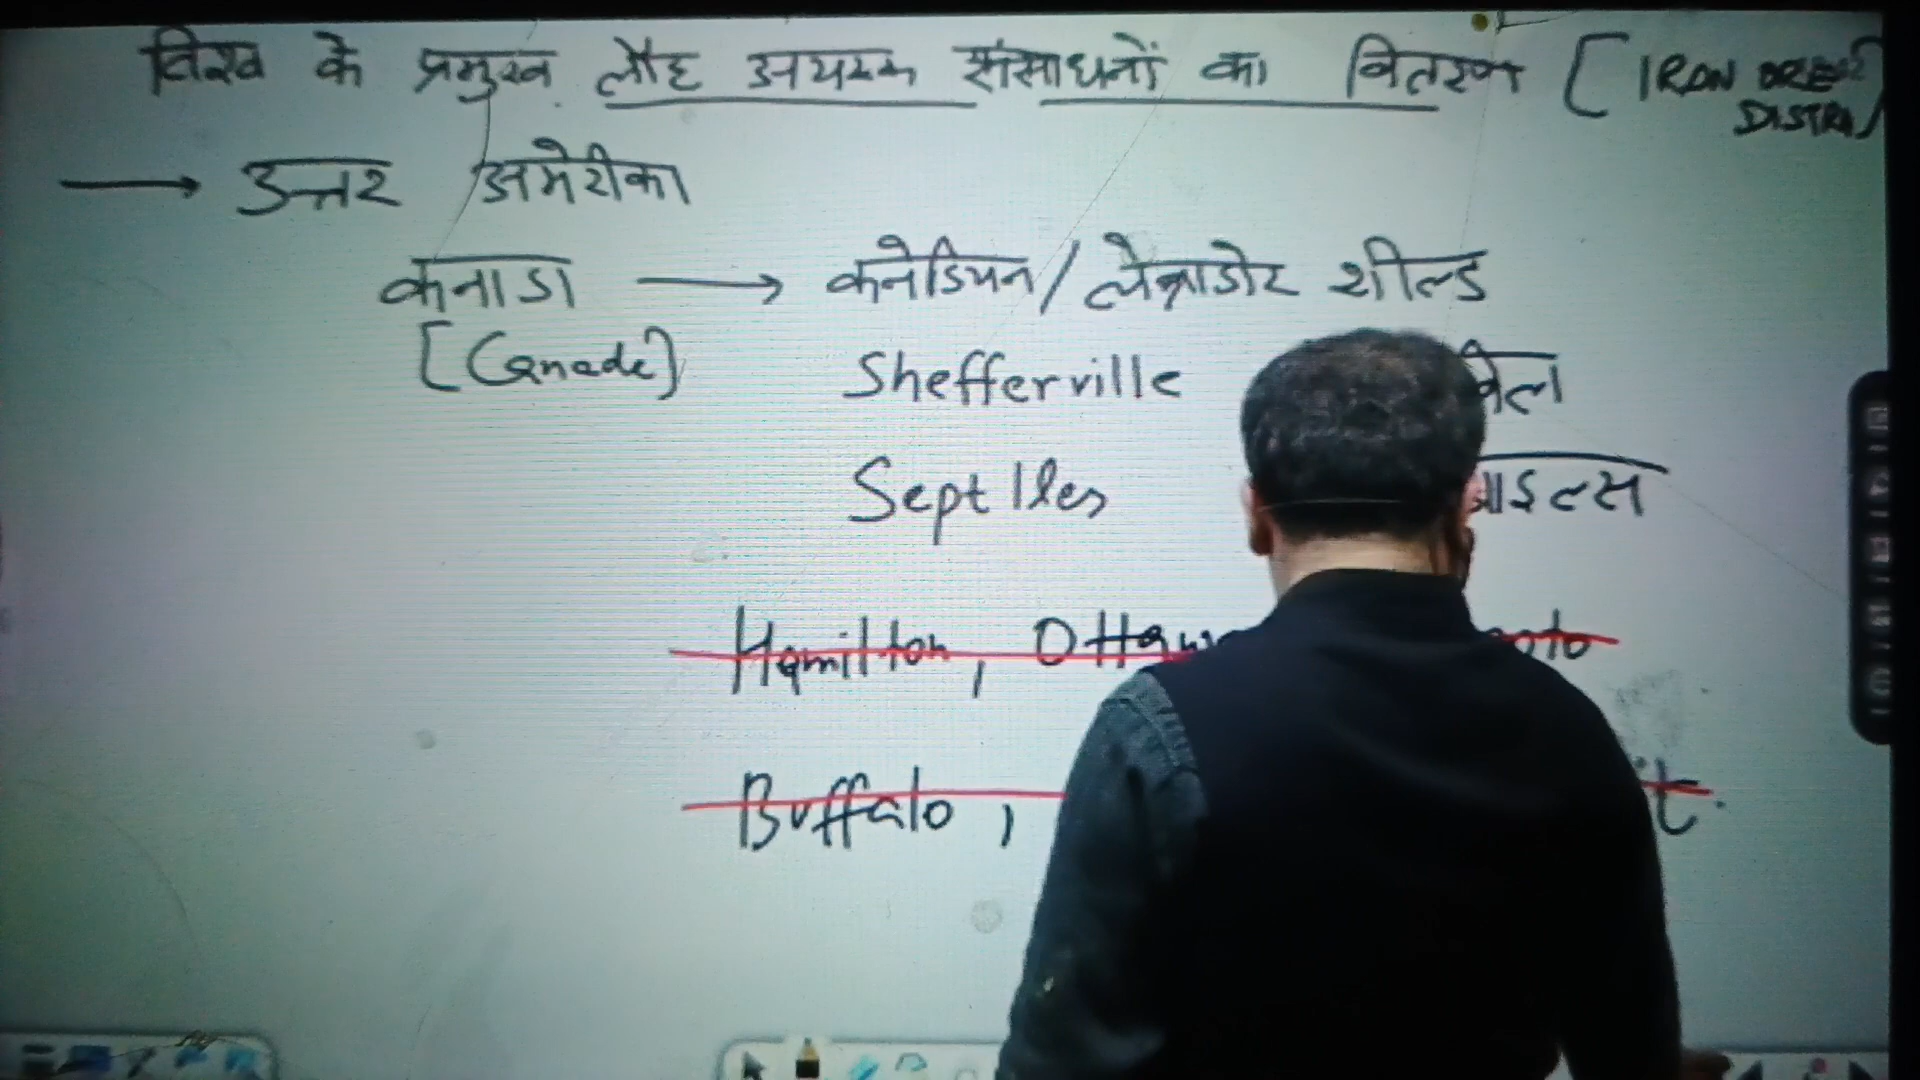 विश्व के प्रमुख लौह अयस्क संसाधनों का वितरण [IRON ORE
DISTRI]
→ उत्तर अमेरीका
कनाडा → कनेडियन/लेब्राडोर शील्ड
[Canada] Shefferville
Sept Iles
Hamilton,
Buffalo,